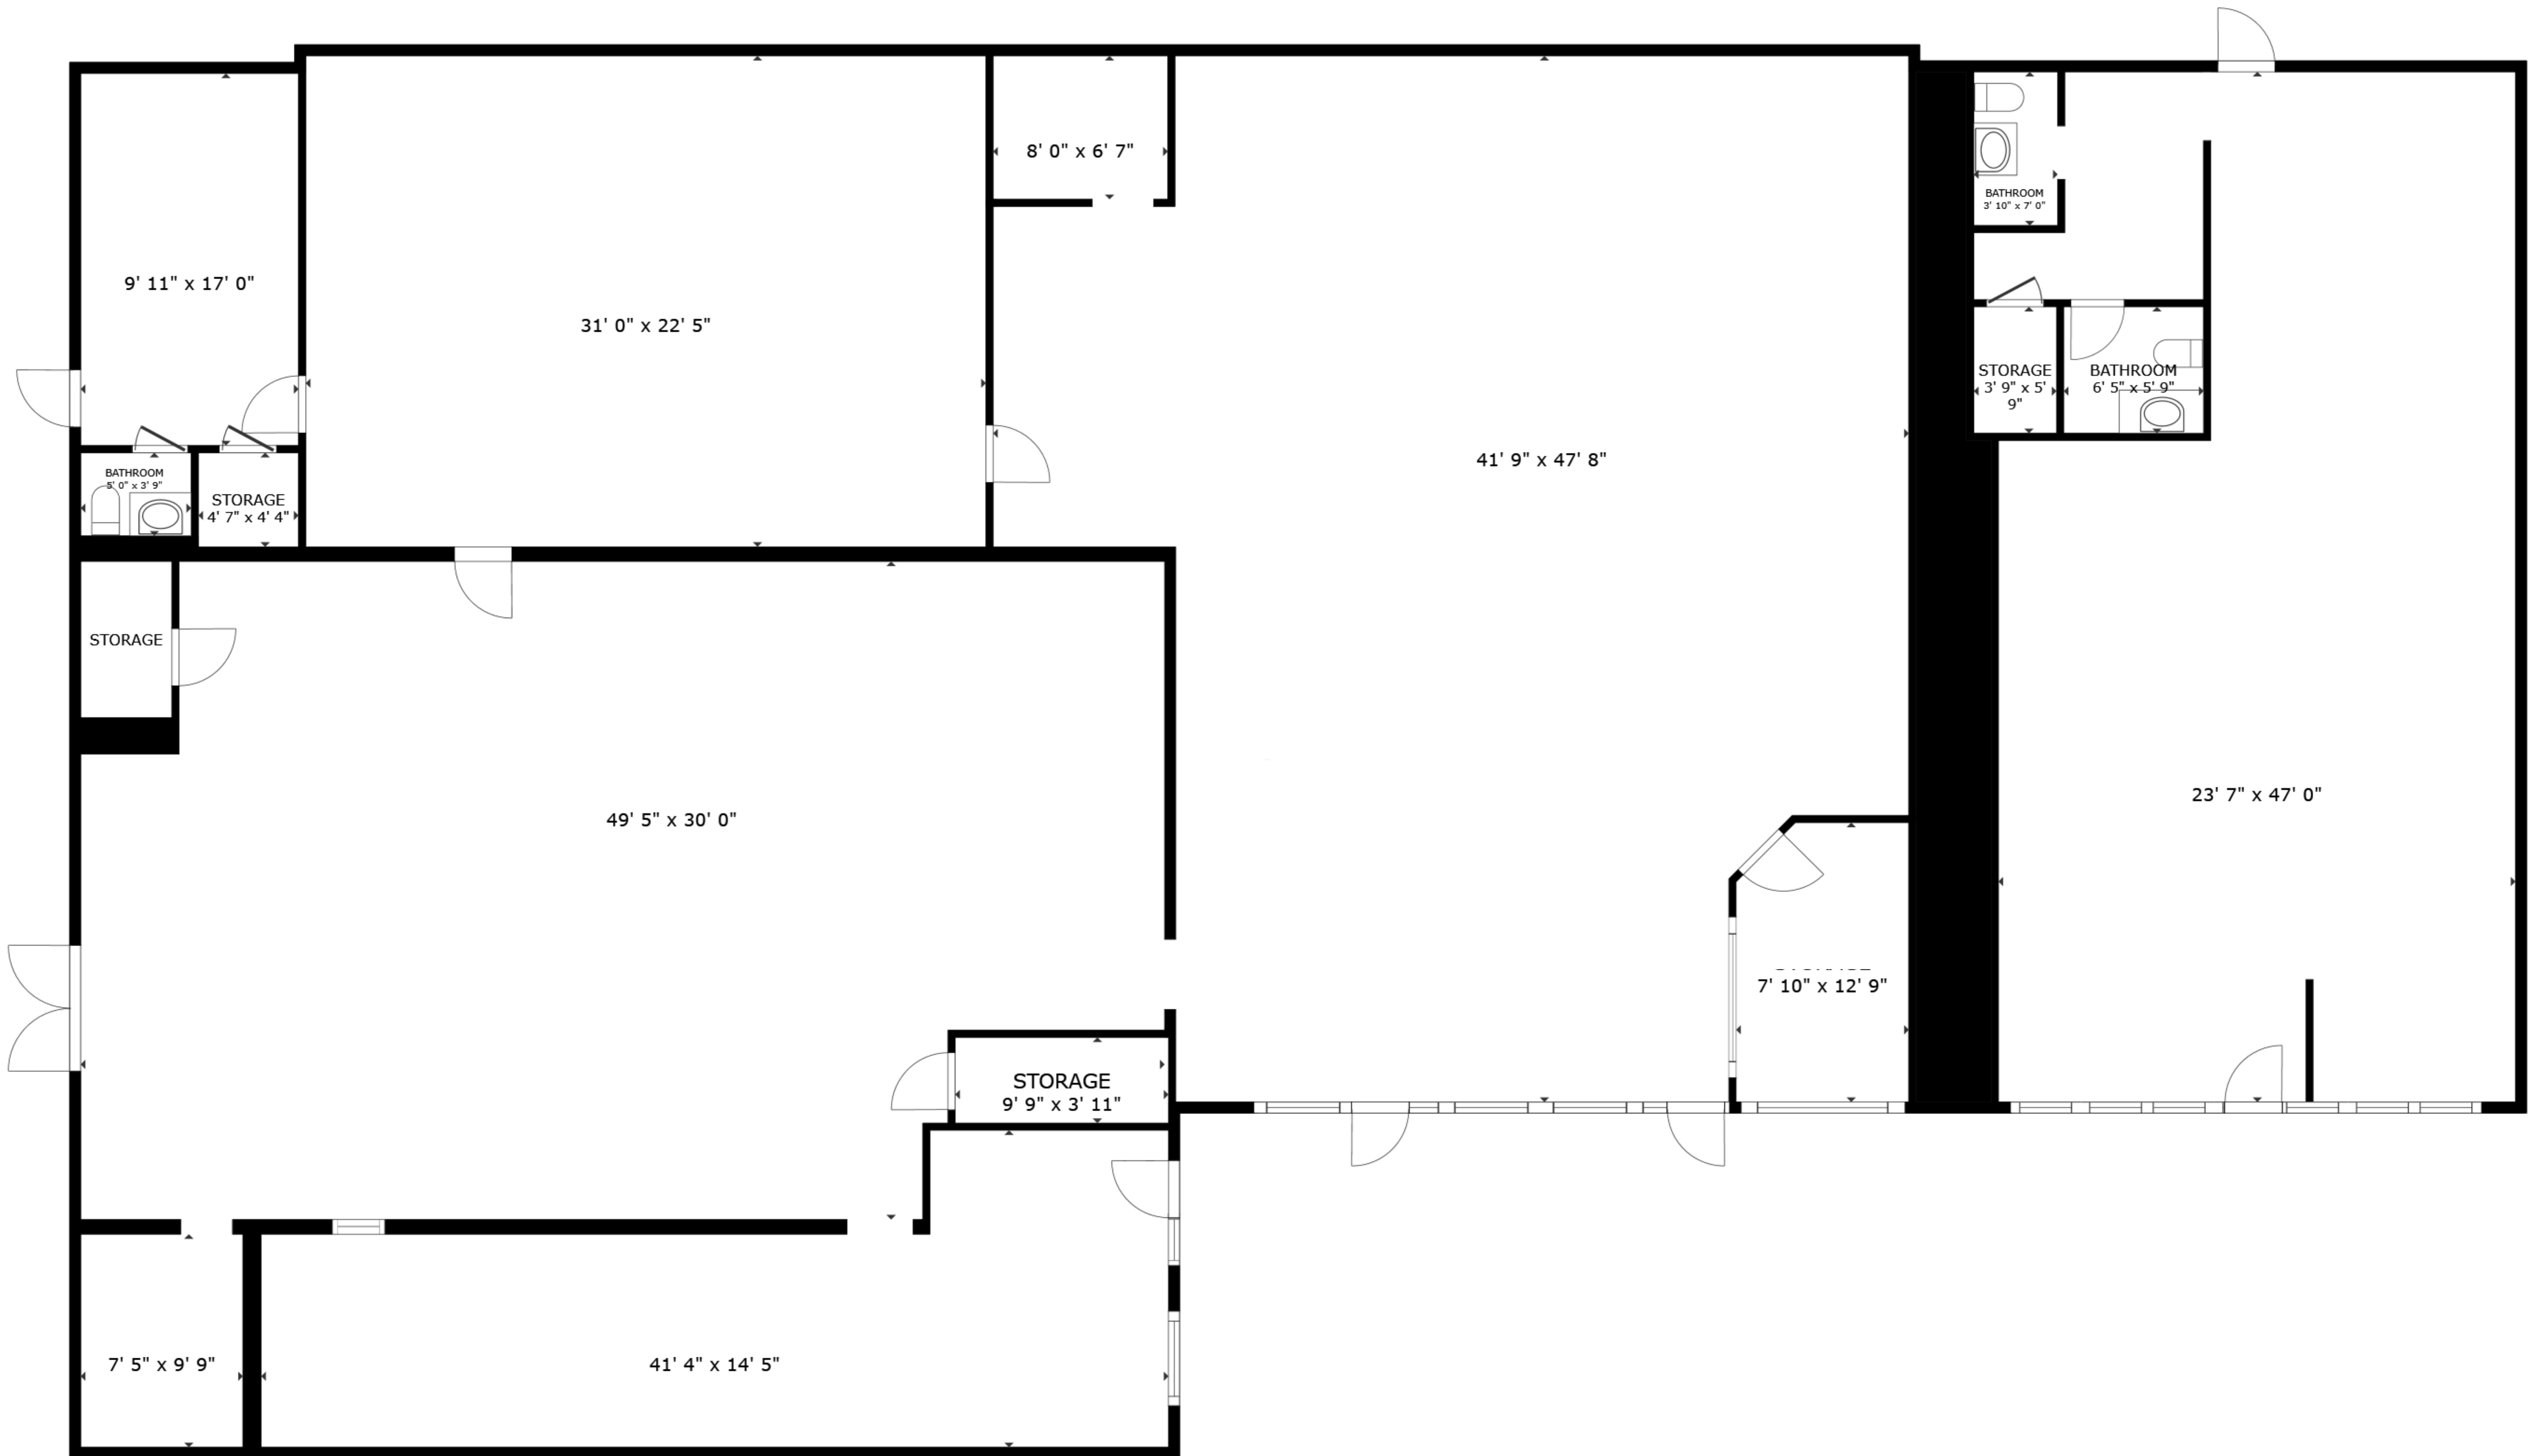 8' 0" x 6' 7"
BATHROOM
3' 10" x 7' 0"
9' 11" x 17' 0"
31' 0" x 22' 5"
STORAGE
3' 9" x 5'
9"
BATHROOM
6' 5" x 5' 9"
41' 9" x 47' 8"
BATHROOM
5' 0" x 3' 9"
STORAGE
4' 7" x 4' 4"
STORAGE
49' 5" x 30' 0"
23' 7" x 47' 0"
7' 10" x 12' 9"
STORAGE
9' 9" x 3' 11"
7' 5" x 9' 9"
41' 4" x 14' 5"